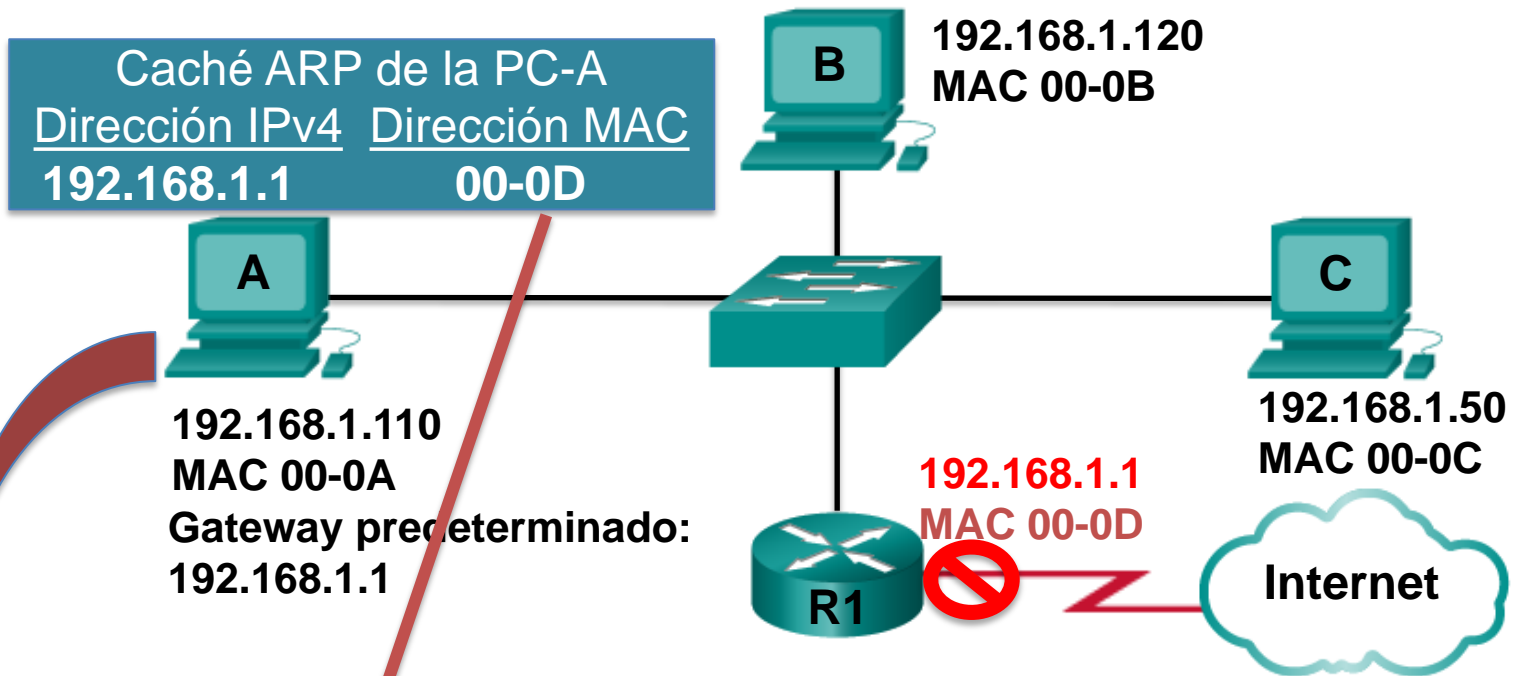 Caché ARP de la PC-A
Dirección IPv4 Dirección MAC
192.168.1.1 00-0D
B
192.168.1.120
MAC 00-0B
A
192.168.1.110
MAC 00-0A
Gateway predeterminado:
192.168.1.1
C
192.168.1.50
MAC 00-0C
192.168.1.1
MAC 00-0D
R1
Internet